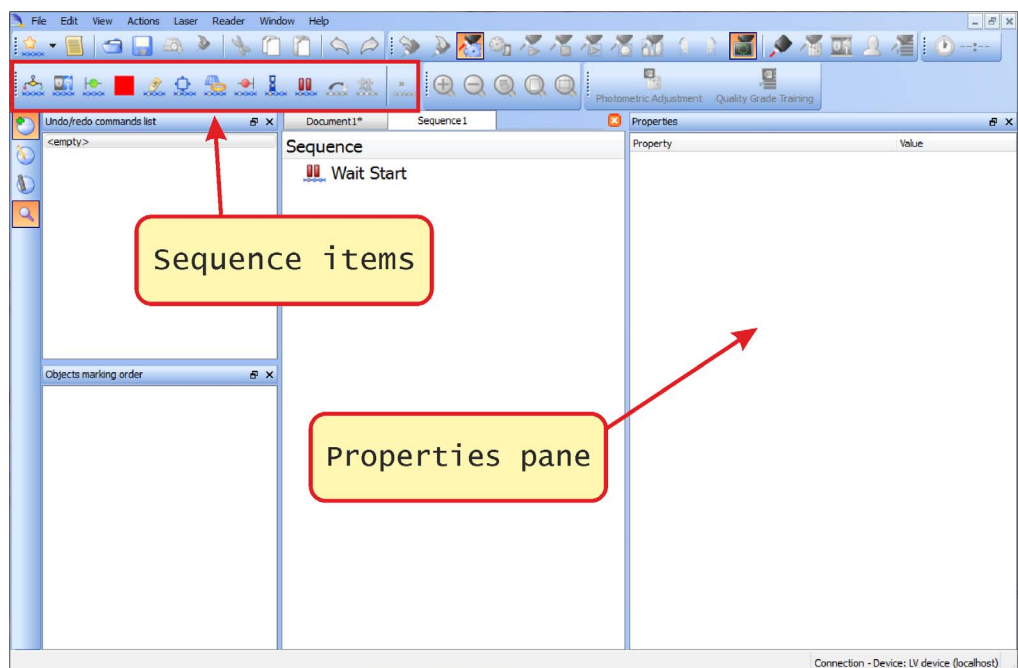 File Edit View Actions Laser Reader Window Help
--:--
Photometric Adjustment Quality Grade Training
Undo/redo commands list
Document1*
Sequence1
Properties
<empty>
Sequence
Property
Value
Wait Start
Sequence items
Objects marking order
Properties pane
Connection - Device: LV device (localhost)